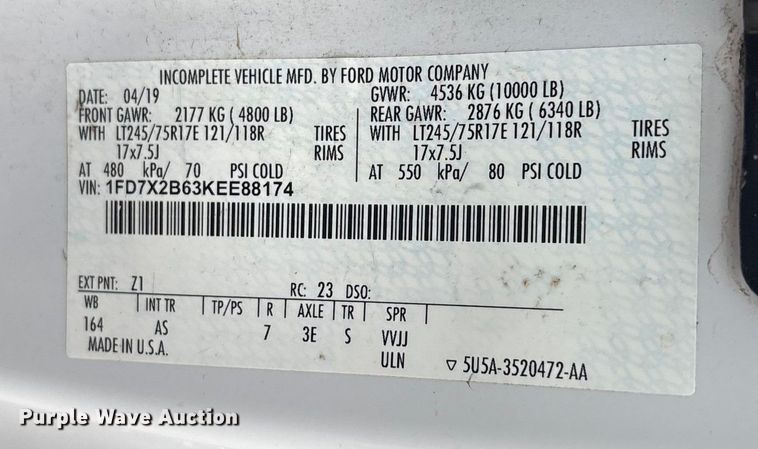 INCOMPLETE VEHICLE MFD. BY FORD MOTOR COMPANY
DATE: 04/19 GVWR: 4536 KG (10000 LB)
FRONT GAWR: 2177 KG ( 4800 LB) REAR GAWR: 2876 KG ( 6340 LB)
WITH LT245/75R17E 121/118R TIRES WITH LT245/75R17E 121/118R TIRES
17x7.5J RIMS 17x7.5J RIMS
AT 480 kPa/ 70 PSI COLD AT 550 kPa/ 80 PSI COLD
VIN: 1FD7X2B63KEE88174
EXT PNT: Z1 RC: 23 DSO:
WB INT TR TP/PS R AXLE TR SPR
164 AS 7 3E S VVJJ
MADE IN U.S.A. ULN ▽ 5U5A-3520472-AA
Purple Wave Auction